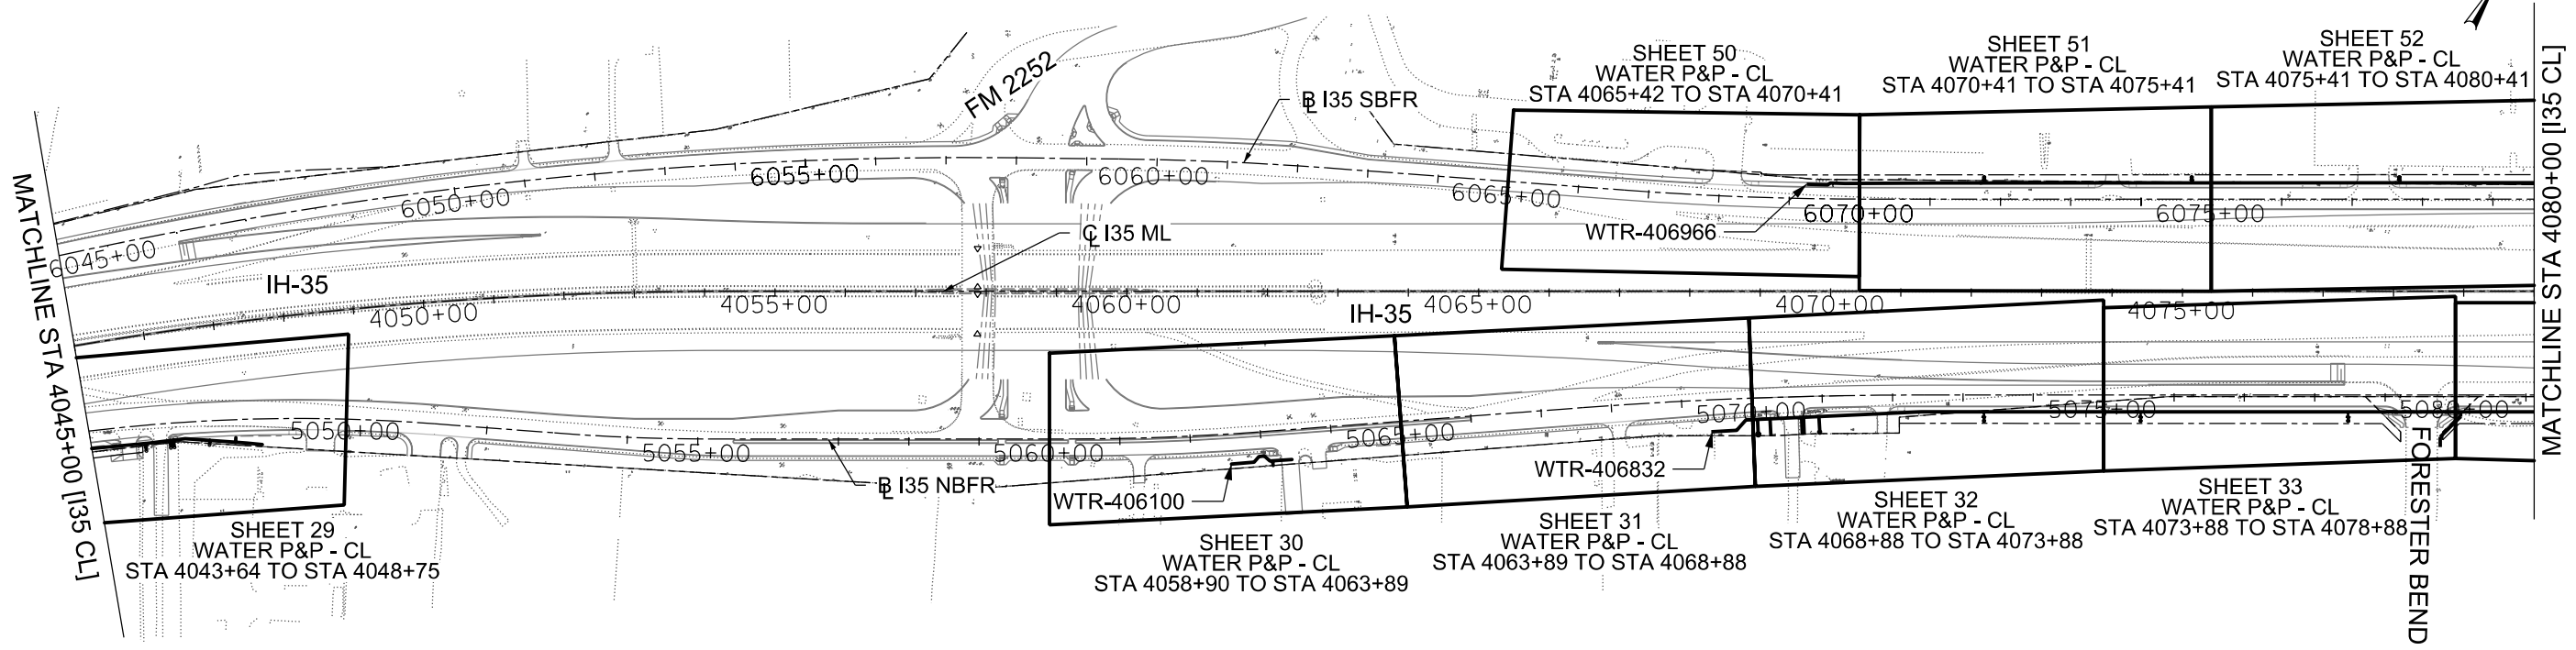 SHEET 50
WATER P&P - CL
STA 4065+42 TO STA 4070+41
SHEET 51
WATER P&P - CL
STA 4070+41 TO STA 4075+41
SHEET 52
WATER P&P - CL
STA 4075+41 TO STA 4080+41
FM 2252
BL I35 SBFR
6045+00
6050+00
6055+00
6060+00
6065+00
6070+00
6075+00
WTR-406966
CL I35 ML
IH-35
IH-35
4050+00
4055+00
4060+00
4065+00
4070+00
4075+00
MATCHLINE STA 4045+00 [I35 CL]
MATCHLINE STA 4080+00 [I35 CL]
5050+00
5055+00
5060+00
5065+00
5070+00
5075+00
5080+00
BL I35 NBFR
WTR-406100
WTR-406832
FORESTER BEND
SHEET 29
WATER P&P - CL
STA 4043+64 TO STA 4048+75
SHEET 30
WATER P&P - CL
STA 4058+90 TO STA 4063+89
SHEET 31
WATER P&P - CL
STA 4063+89 TO STA 4068+88
SHEET 32
WATER P&P - CL
STA 4068+88 TO STA 4073+88
SHEET 33
WATER P&P - CL
STA 4073+88 TO STA 4078+88